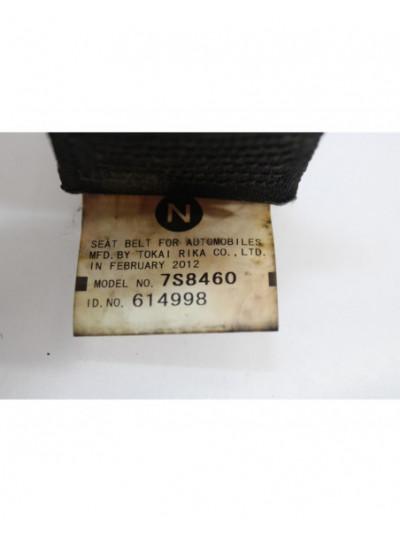 N
SEAT BELT FOR AUTOMOBILES
MFD. BY TOKAI RIKA CO., LTD.
IN FEBRUARY 2012
MODEL NO. 7S8460
ID. NO. 614998